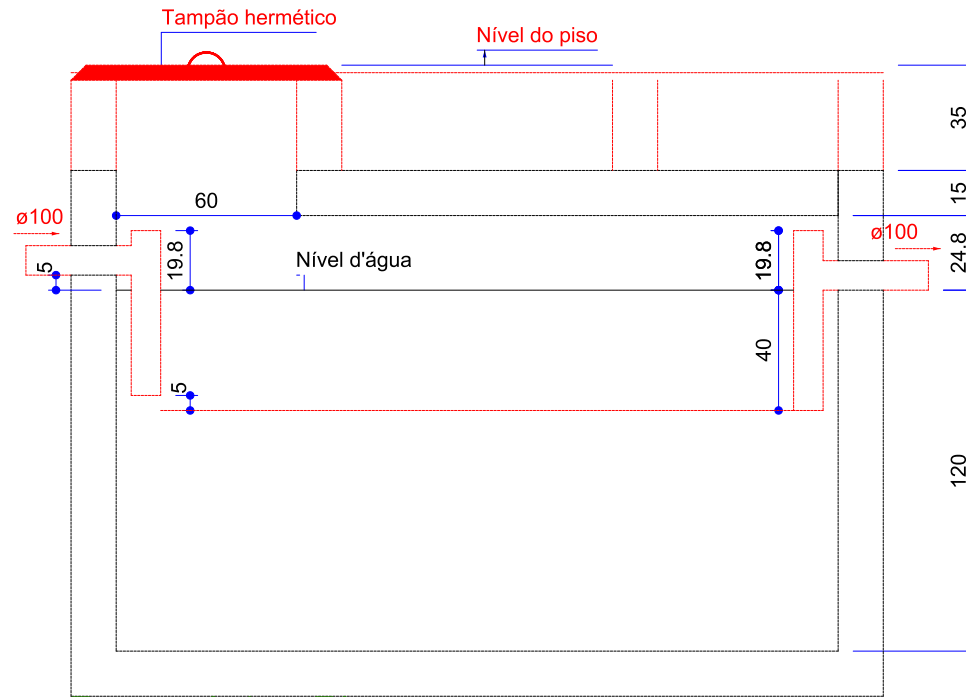 Tampão hermético
Nível do piso
35
15
60
ø100
ø100
19.8
19.8
24.8
5
Nível d'água
40
5
120